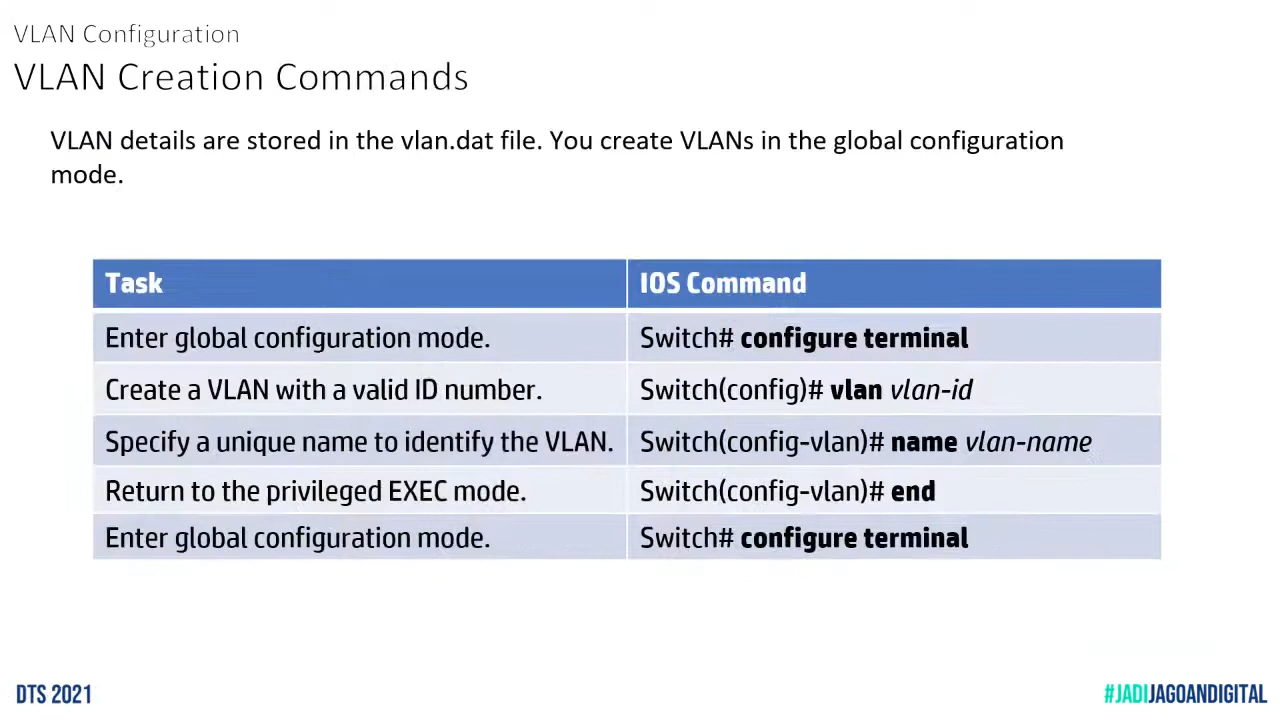 VLAN Configuration
VLAN Creation Commands
VLAN details are stored in the vlan.dat file. You create VLANs in the global configuration
mode.
Task IOS Command
Enter global configuration mode. Switch# configure terminal
Create a VLAN with a valid ID number. Switch(config)# vlan vlan-id
Specify a unique name to identify the VLAN. Switch(config-vlan)# name vlan-name
Return to the privileged EXEC mode. Switch(config-vlan)# end
Enter global configuration mode. Switch# configure terminal
DTS 2021 #JADIJAGOANDIGITAL